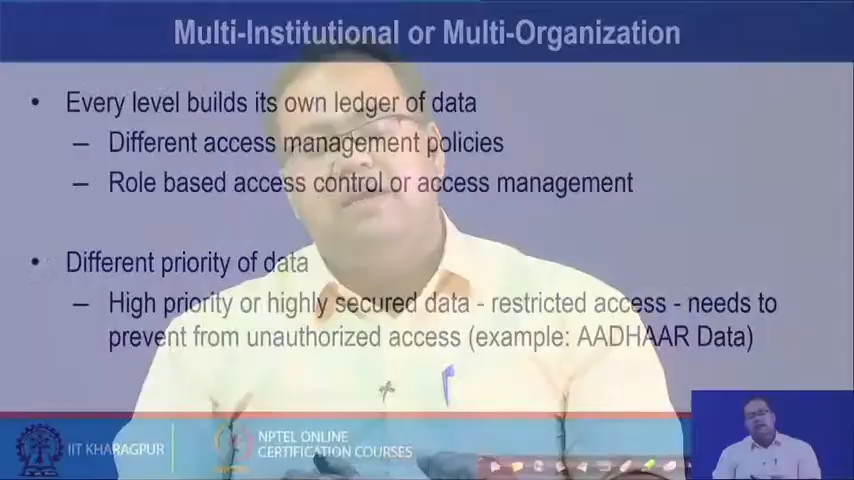 Multi-Institutional or Multi-Organization
• Every level builds its own ledger of data
– Different access management policies
– Role based access control or access management
• Different priority of data
– High priority or highly secured data - restricted access - needs to
prevent from unauthorized access (example: AADHAAR Data)
IIT KHARAGPUR
NPTEL ONLINE
CERTIFICATION COURSES